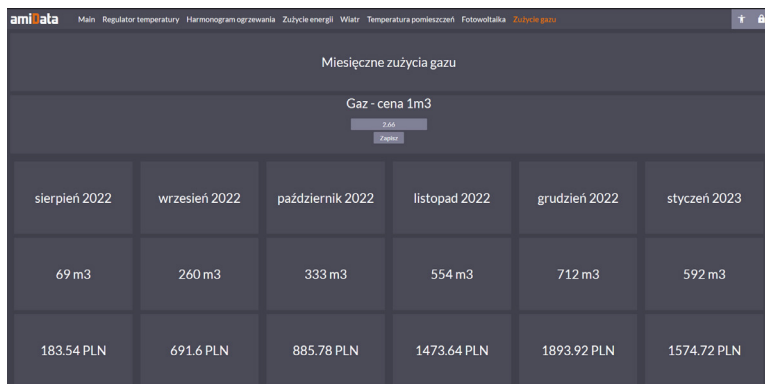 amiData Main Regulator temperatury Harmonogram ogrzewania Zużycie energii Wiatr Temperatura pomieszczeń Fotowoltaika Zużycie gazu
Miesięczne zużycia gazu
Gaz - cena 1m3
2.66
Zapisz
sierpień 2022 wrzesień 2022 październik 2022 listopad 2022 grudzień 2022 styczeń 2023
69 m3 260 m3 333 m3 554 m3 712 m3 592 m3
183.54 PLN 691.6 PLN 885.78 PLN 1473.64 PLN 1893.92 PLN 1574.72 PLN